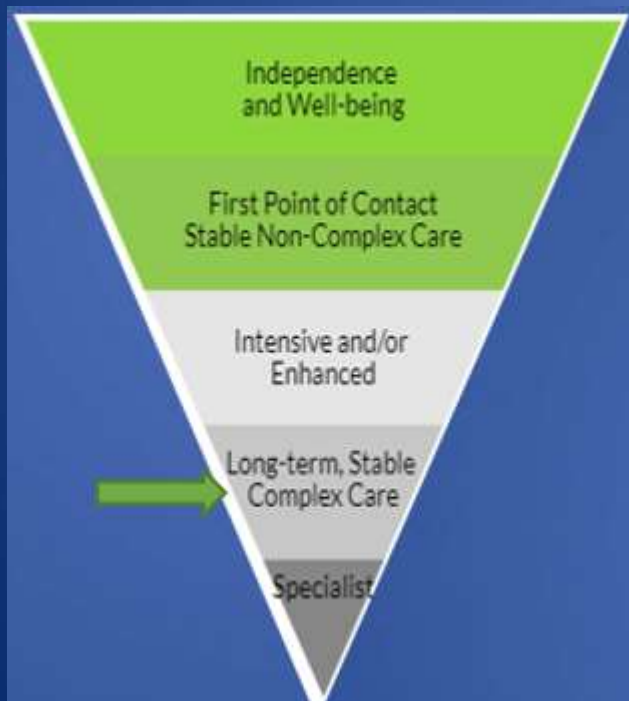 Independence
and Well-being
First Point of Contact
Stable Non-Complex Care
Intensive and/or
Enhanced
Long-term, Stable
Complex Care
Specialist